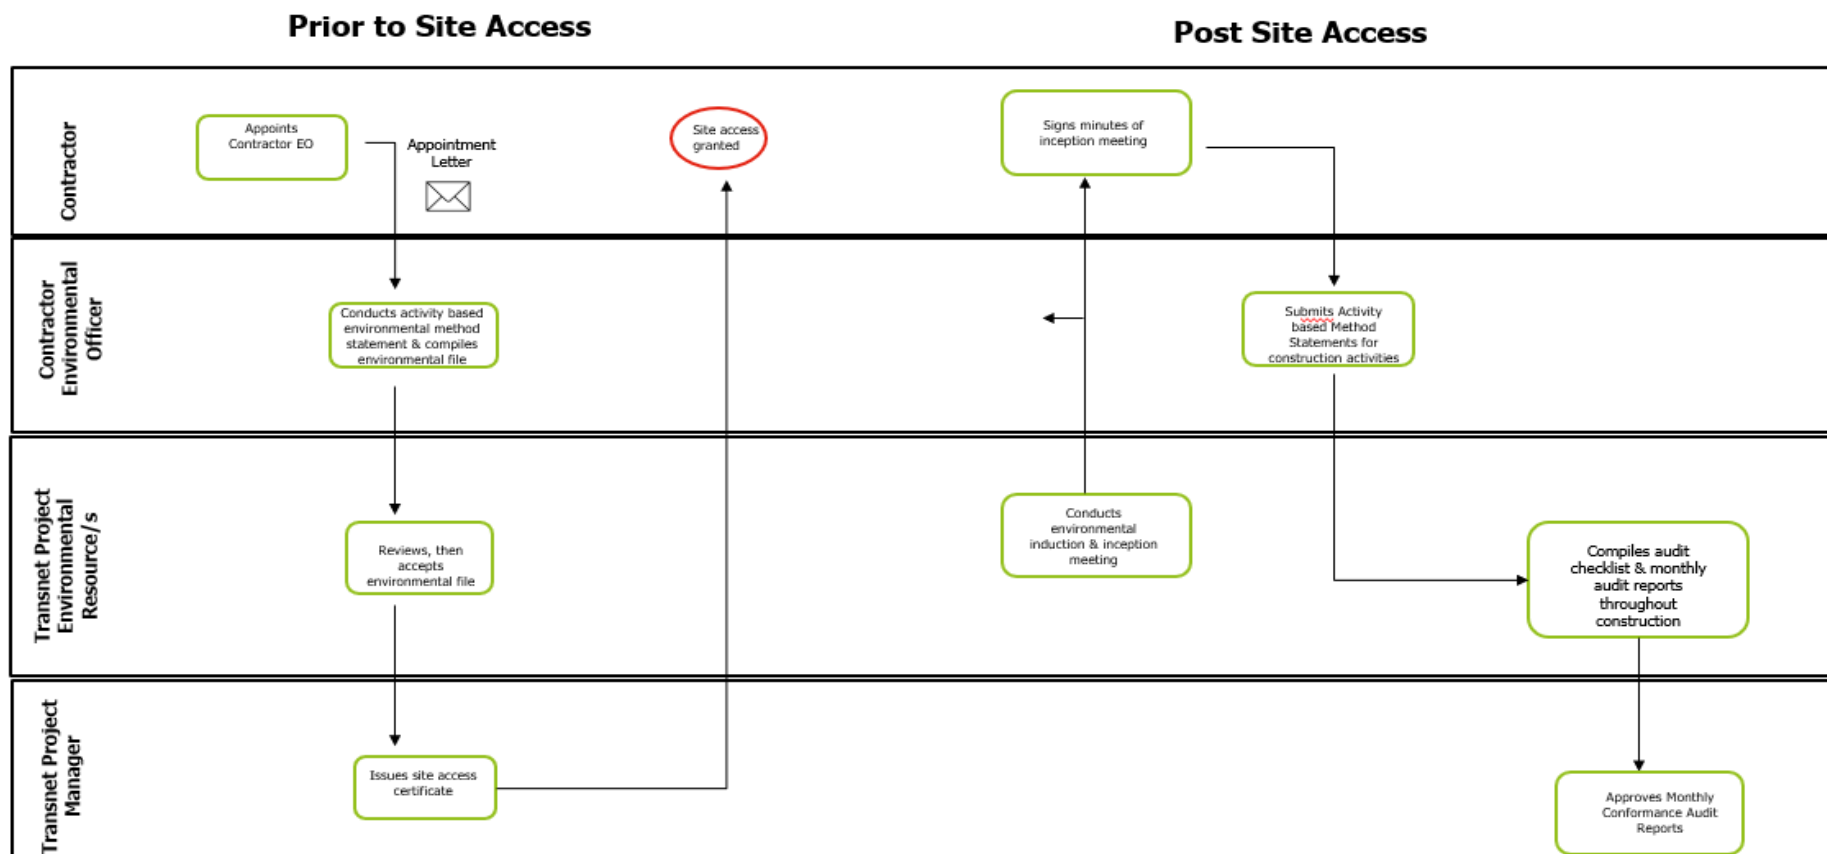 Prior to Site Access
Post Site Access
Contractor
Appoints
Contractor EO
Appointment
Letter
Site access
granted
Signs minutes of
inception meeting
Contractor
Environmental
Officer
Conducts activity based
environmental method
statement & compiles
environmental file
Submits Activity
based Method
Statements for
construction activities
Transnet Project
Environmental
Resource/s
Reviews, then
accepts
environmental file
Conducts
environmental
induction & inception
meeting
Compiles audit
checklist & monthly
audit reports
throughout
construction
Transnet Project
Manager
Issues site access
certificate
Approves Monthly
Conformance Audit
Reports